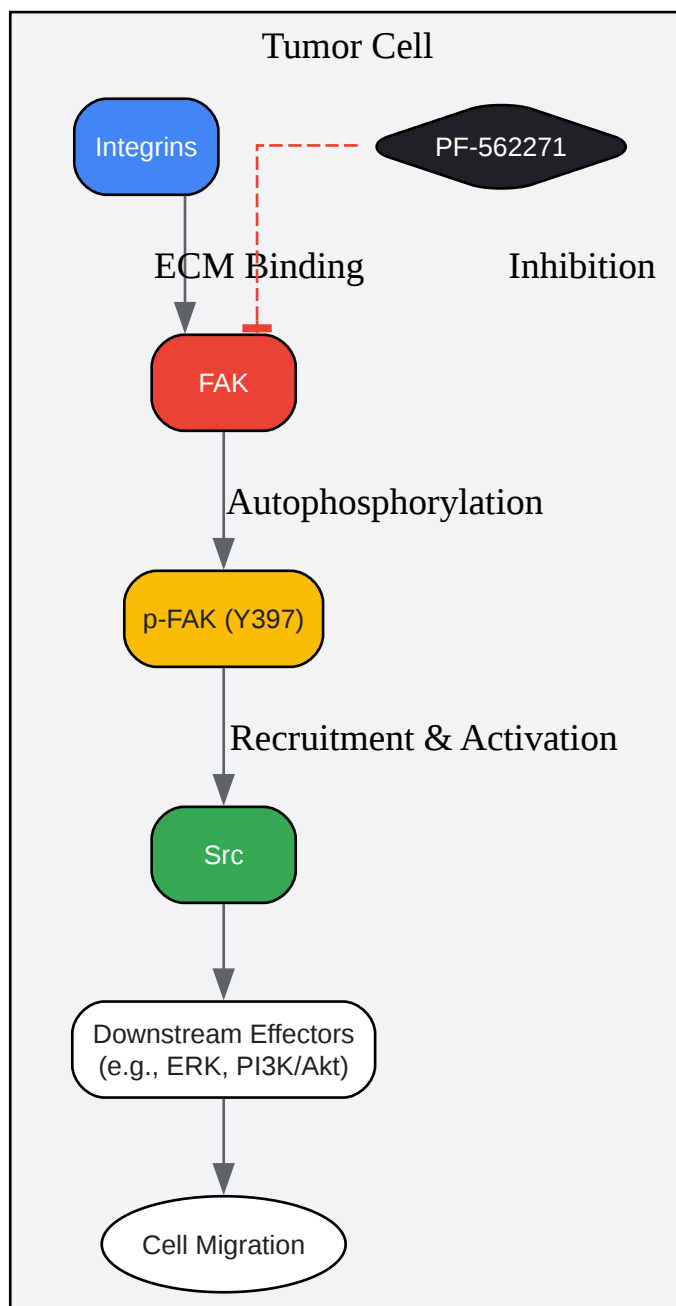 Tumor Cell
Integrins
PF-562271
ECM Binding
Inhibition
FAK
Autophosphorylation
p-FAK (Y397)
Recruitment & Activation
Src
Downstream Effectors
(e.g., ERK, PI3K/Akt)
Cell Migration